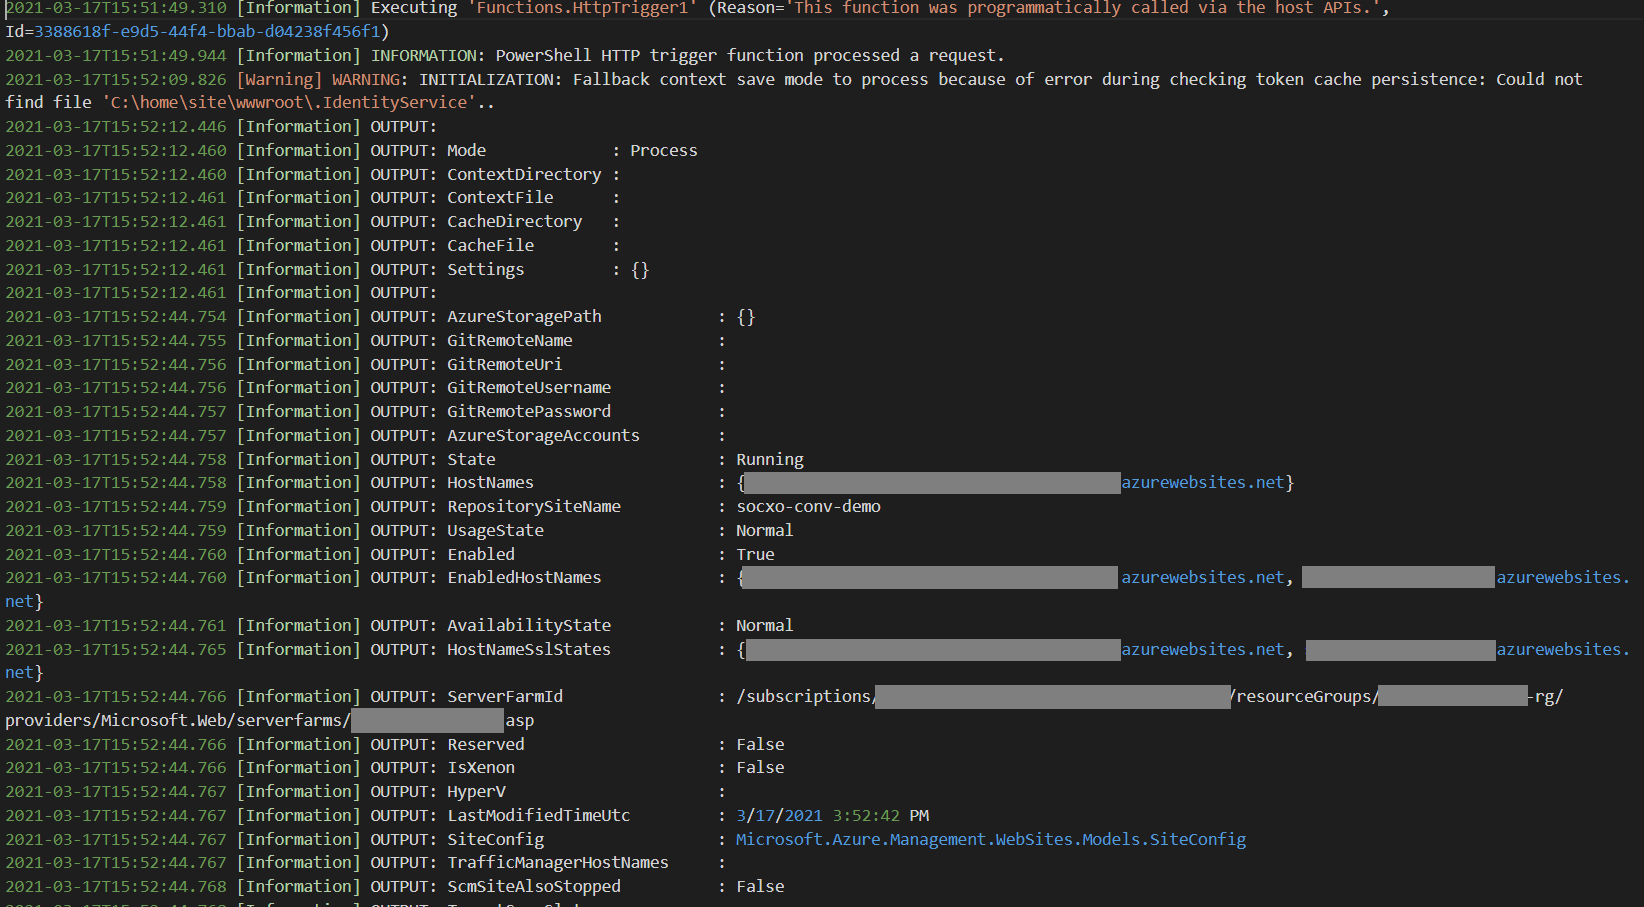 2021-03-17T15:51:49.310 [Information] Executing 'Functions.HttpTrigger1' (Reason='This function was programmatically called via the host APIs.',
Id=3388618f-e9d5-44f4-bbab-d04238f456f1)
2021-03-17T15:51:49.944 [Information] INFORMATION: PowerShell HTTP trigger function processed a request.
2021-03-17T15:52:09.826 [Warning] WARNING: INITIALIZATION: Fallback context save mode to process because of error during checking token cache persistence: Could not
find file 'C:\home\site\wwwroot\.IdentityService'..
2021-03-17T15:52:12.446 [Information] OUTPUT:
2021-03-17T15:52:12.460 [Information] OUTPUT: Mode : Process
2021-03-17T15:52:12.460 [Information] OUTPUT: ContextDirectory :
2021-03-17T15:52:12.461 [Information] OUTPUT: ContextFile :
2021-03-17T15:52:12.461 [Information] OUTPUT: CacheDirectory :
2021-03-17T15:52:12.461 [Information] OUTPUT: CacheFile :
2021-03-17T15:52:12.461 [Information] OUTPUT: Settings : {}
2021-03-17T15:52:12.461 [Information] OUTPUT:
2021-03-17T15:52:44.754 [Information] OUTPUT: AzureStoragePath : {}
2021-03-17T15:52:44.755 [Information] OUTPUT: GitRemoteName :
2021-03-17T15:52:44.756 [Information] OUTPUT: GitRemoteUri :
2021-03-17T15:52:44.756 [Information] OUTPUT: GitRemoteUsername :
2021-03-17T15:52:44.757 [Information] OUTPUT: GitRemotePassword :
2021-03-17T15:52:44.757 [Information] OUTPUT: AzureStorageAccounts :
2021-03-17T15:52:44.758 [Information] OUTPUT: State : Running
2021-03-17T15:52:44.758 [Information] OUTPUT: HostNames : { azurewebsites.net}
2021-03-17T15:52:44.759 [Information] OUTPUT: RepositorySiteName : socxo-conv-demo
2021-03-17T15:52:44.759 [Information] OUTPUT: UsageState : Normal
2021-03-17T15:52:44.760 [Information] OUTPUT: Enabled : True
2021-03-17T15:52:44.760 [Information] OUTPUT: EnabledHostNames : { azurewebsites.net, azurewebsites.
net}
2021-03-17T15:52:44.761 [Information] OUTPUT: AvailabilityState : Normal
2021-03-17T15:52:44.765 [Information] OUTPUT: HostNameSslStates : { azurewebsites.net, azurewebsites.
net}
2021-03-17T15:52:44.766 [Information] OUTPUT: ServerFarmId : /subscriptions/ /resourceGroups/ -rg/
providers/Microsoft.Web/serverfarms/ asp
2021-03-17T15:52:44.766 [Information] OUTPUT: Reserved : False
2021-03-17T15:52:44.766 [Information] OUTPUT: IsXenon : False
2021-03-17T15:52:44.767 [Information] OUTPUT: HyperV :
2021-03-17T15:52:44.767 [Information] OUTPUT: LastModifiedTimeUtc : 3/17/2021 3:52:42 PM
2021-03-17T15:52:44.767 [Information] OUTPUT: SiteConfig : Microsoft.Azure.Management.WebSites.Models.SiteConfig
2021-03-17T15:52:44.767 [Information] OUTPUT: TrafficManagerHostNames :
2021-03-17T15:52:44.768 [Information] OUTPUT: ScmSiteAlsoStopped : False